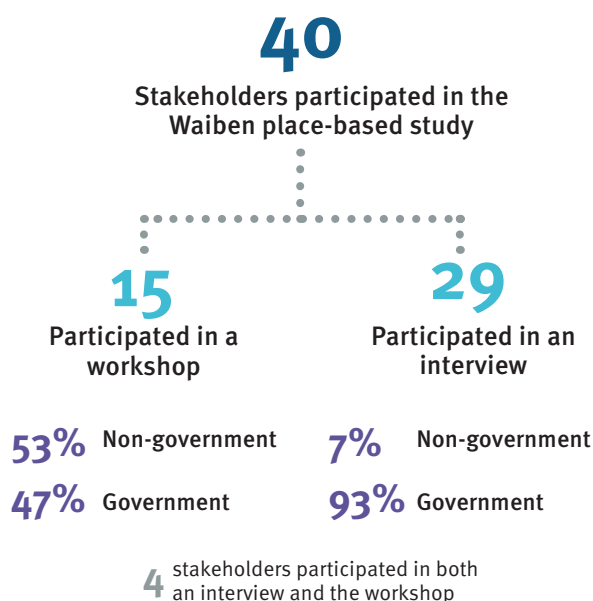 40
Stakeholders participated in the
Waiben place-based study
15
Participated in a
workshop
29
Participated in an
interview
53% Non-government
47% Government
7% Non-government
93% Government
4 stakeholders participated in both
an interview and the workshop